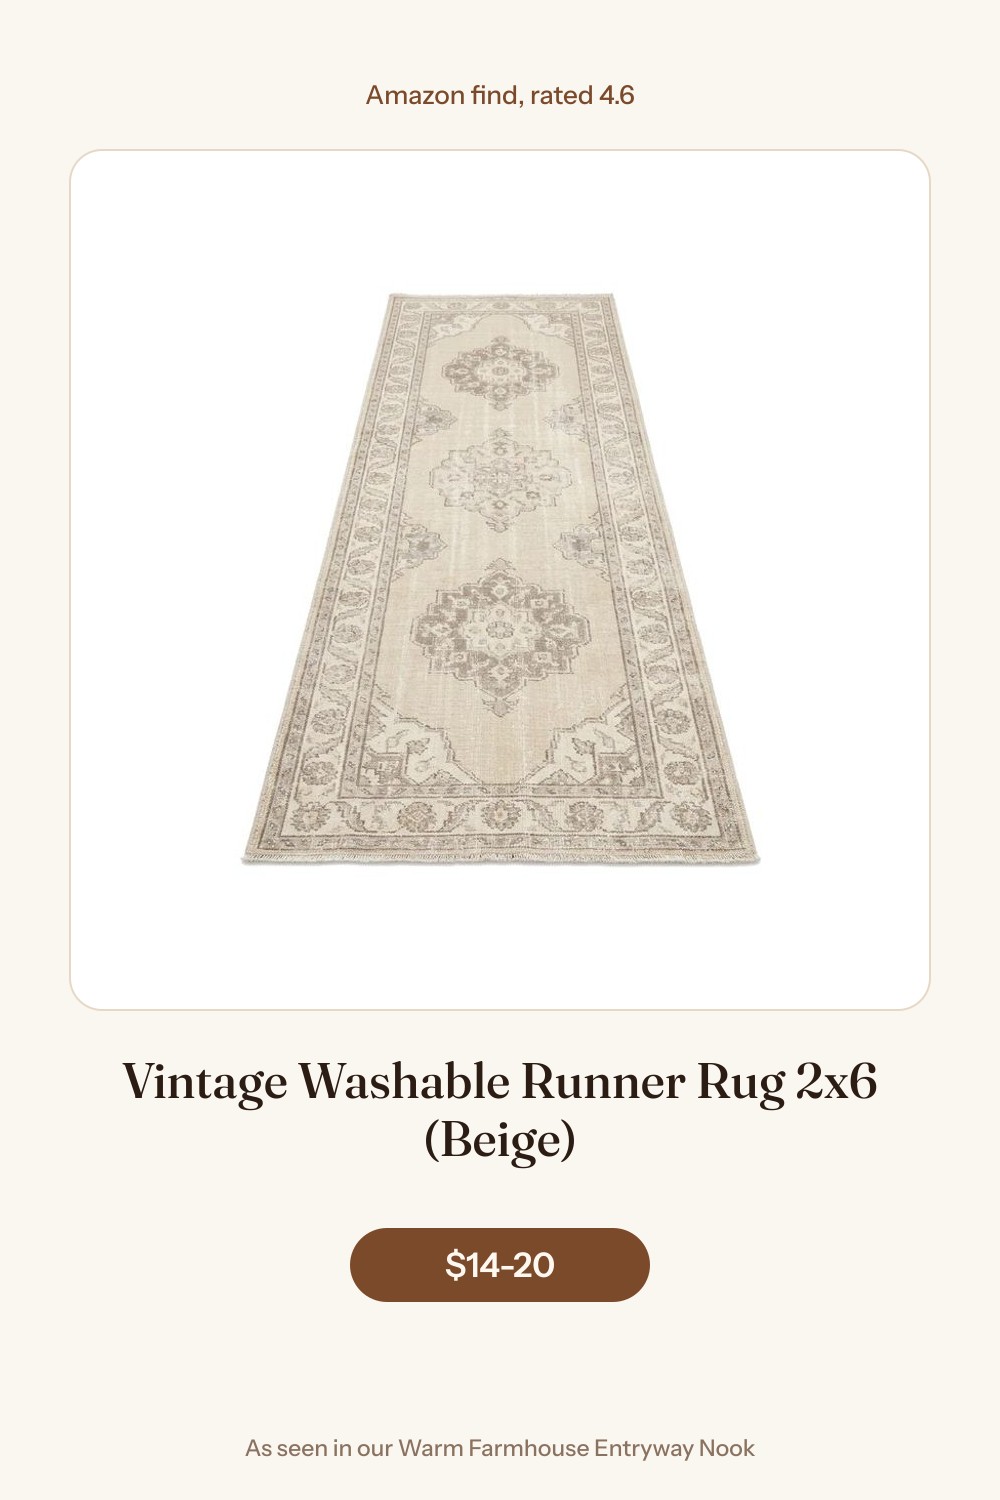 Amazon find, rated 4.6
Vintage Washable Runner Rug 2x6
(Beige)
$14–20
As seen in our Warm Farmhouse Entryway Nook